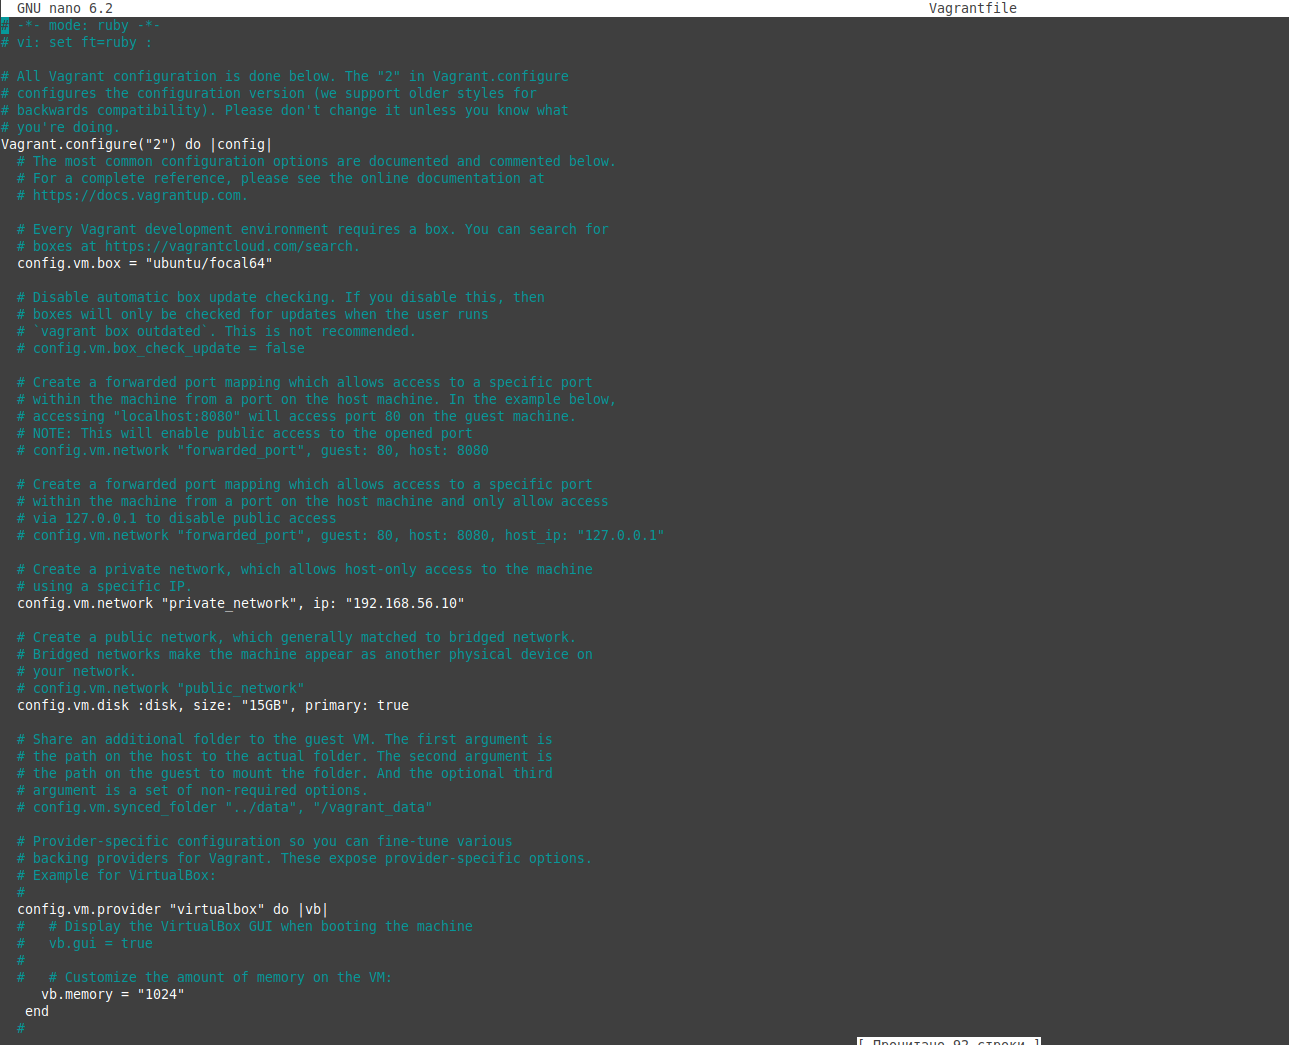 GNU nano 6.2 Vagrantfile
# -*- mode: ruby -*-
# vi: set ft=ruby :
# All Vagrant configuration is done below. The "2" in Vagrant.configure
# configures the configuration version (we support older styles for
# backwards compatibility). Please don't change it unless you know what
# you're doing.
Vagrant.configure("2") do |config|
# The most common configuration options are documented and commented below.
# For a complete reference, please see the online documentation at
# https://docs.vagrantup.com.
# Every Vagrant development environment requires a box. You can search for
# boxes at https://vagrantcloud.com/search.
config.vm.box = "ubuntu/focal64"
# Disable automatic box update checking. If you disable this, then
# boxes will only be checked for updates when the user runs
# `vagrant box outdated`. This is not recommended.
# config.vm.box_check_update = false
# Create a forwarded port mapping which allows access to a specific port
# within the machine from a port on the host machine. In the example below,
# accessing "localhost:8080" will access port 80 on the guest machine.
# NOTE: This will enable public access to the opened port
# config.vm.network "forwarded_port", guest: 80, host: 8080
# Create a forwarded port mapping which allows access to a specific port
# within the machine from a port on the host machine and only allow access
# via 127.0.0.1 to disable public access
# config.vm.network "forwarded_port", guest: 80, host: 8080, host_ip: "127.0.0.1"
# Create a private network, which allows host-only access to the machine
# using a specific IP.
config.vm.network "private_network", ip: "192.168.56.10"
# Create a public network, which generally matched to bridged network.
# Bridged networks make the machine appear as another physical device on
# your network.
# config.vm.network "public_network"
config.vm.disk :disk, size: "15GB", primary: true
# Share an additional folder to the guest VM. The first argument is
# the path on the host to the actual folder. The second argument is
# the path on the guest to mount the folder. And the optional third
# argument is a set of non-required options.
# config.vm.synced_folder "../data", "/vagrant_data"
# Provider-specific configuration so you can fine-tune various
# backing providers for Vagrant. These expose provider-specific options.
# Example for VirtualBox:
#
config.vm.provider "virtualbox" do |vb|
#   # Display the VirtualBox GUI when booting the machine
#   vb.gui = true
#
#   # Customize the amount of memory on the VM:
vb.memory = "1024"
end
#
[ Прочитано 92 строки ]